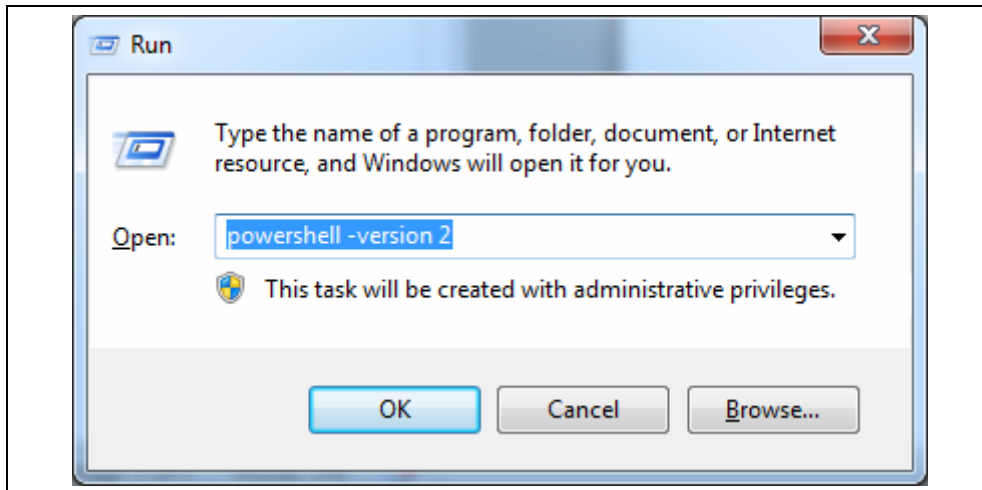 Run
Type the name of a program, folder, document, or Internet
resource, and Windows will open it for you.
Open: powershell -version 2
This task will be created with administrative privileges.
OK Cancel Browse...